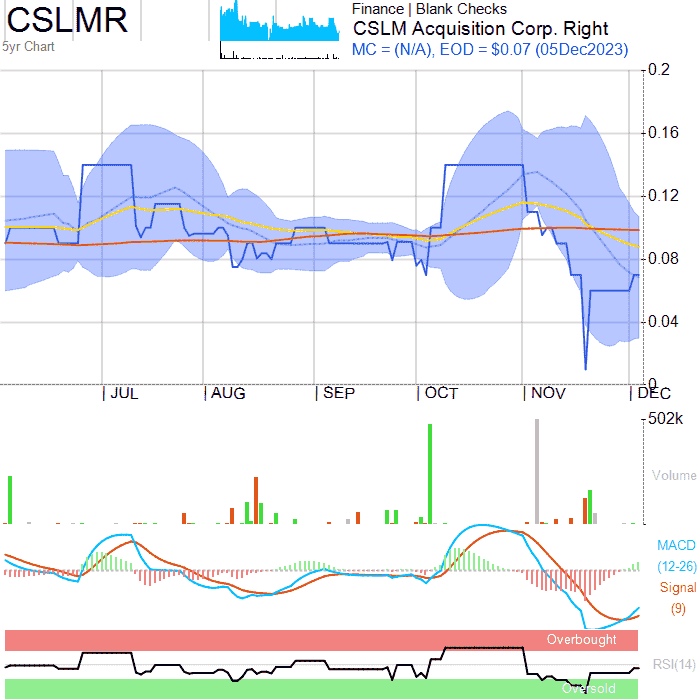 CSLMR
5yr Chart
Finance | Blank Checks
CSLM Acquisition Corp. Right
MC = (N/A), EOD = $0.07 (05Dec2023)
0.2
0.16
0.12
0.08
0.04
0
JUL AUG SEP OCT NOV DEC
502k
Volume
MACD
(12-26)
Signal
(9)
Overbought
RSI(14)
Oversold